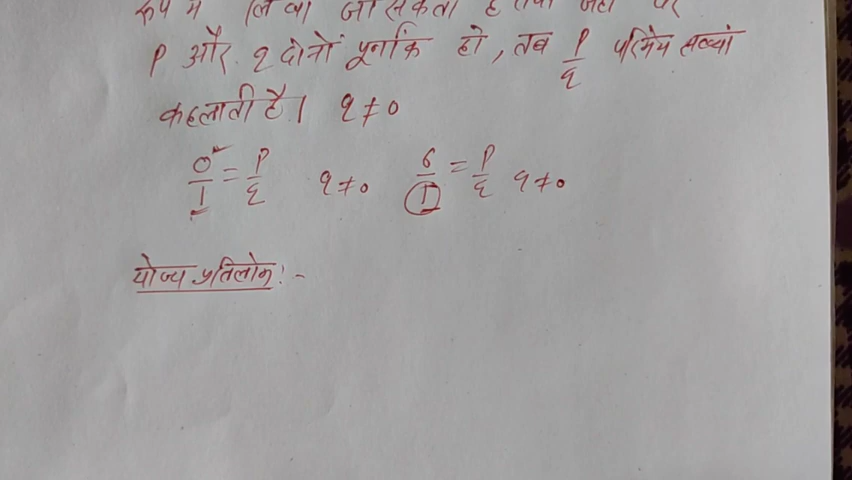 रूप में लिखा जा सकता है तथा जहां पर
P और q दोनों पूर्णांक हो, तब P/q परिमेय संख्यां
कहलाती है। q ≠ 0
0/1 = P/q q ≠ 0 6/1 = P/q q ≠ 0
योज्य प्रतिलोम :-